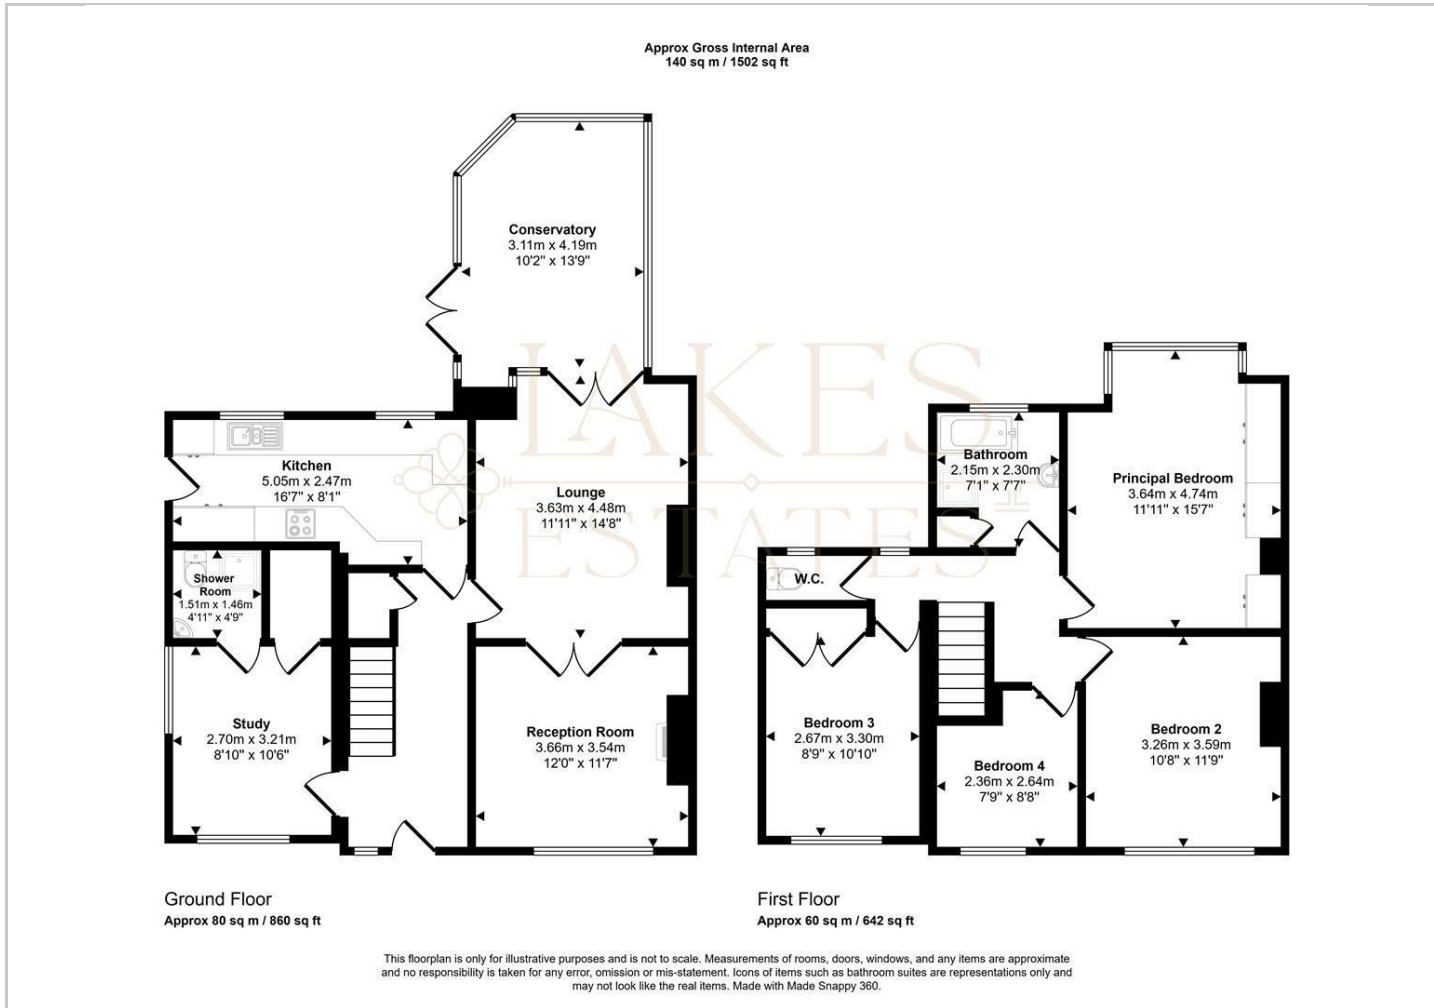 Approx Gross Internal Area
140 sq m / 1502 sq ft
Conservatory
3.11m x 4.19m
10'2" x 13'9"
LAKES
ESTATES
Kitchen
5.05m x 2.47m
16'7" x 8'1"
Lounge
3.63m x 4.48m
11'11" x 14'8"
Shower
Room
1.51m x 1.46m
4'11" x 4'9"
Study
2.70m x 3.21m
8'10" x 10'6"
Reception Room
3.66m x 3.54m
12'0" x 11'7"
Bathroom
2.15m x 2.30m
7'1" x 7'7"
Principal Bedroom
3.64m x 4.74m
11'11" x 15'7"
W.C.
Bedroom 3
2.67m x 3.30m
8'9" x 10'10"
Bedroom 4
2.36m x 2.64m
7'9" x 8'8"
Bedroom 2
3.26m x 3.59m
10'8" x 11'9"
Ground Floor
Approx 80 sq m / 860 sq ft
First Floor
Approx 60 sq m / 642 sq ft
This floorplan is only for illustrative purposes and is not to scale. Measurements of rooms, doors, windows, and any items are approximate
and no responsibility is taken for any error, omission or mis-statement. Icons of items such as bathroom suites are representations only and
may not look like the real items. Made with Made Snappy 360.